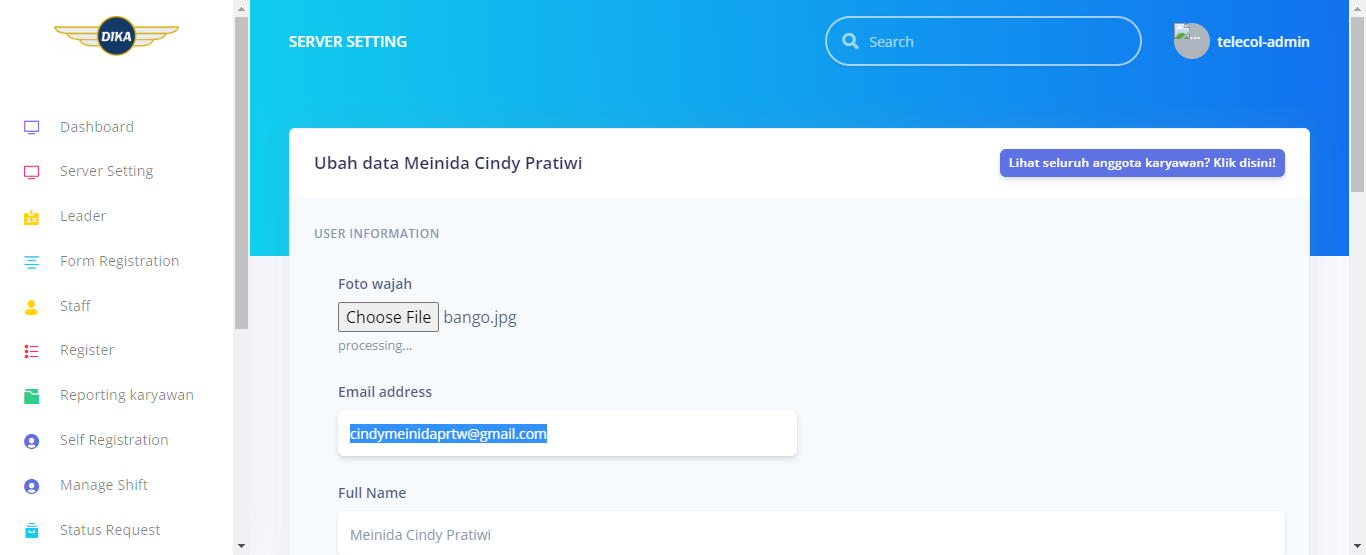 DIKA
SERVER SETTING
Search
...
telecol-admin
Dashboard
Server Setting
Leader
Form Registration
Staff
Register
Reporting karyawan
Self Registration
Manage Shift
Status Request
Ubah data Meinida Cindy Pratiwi
Lihat seluruh anggota karyawan? Klik disini!
USER INFORMATION
Foto wajah
Choose File bango.jpg
processing...
Email address
cindymeinidaprtw@gmail.com
Full Name
Meinida Cindy Pratiwi